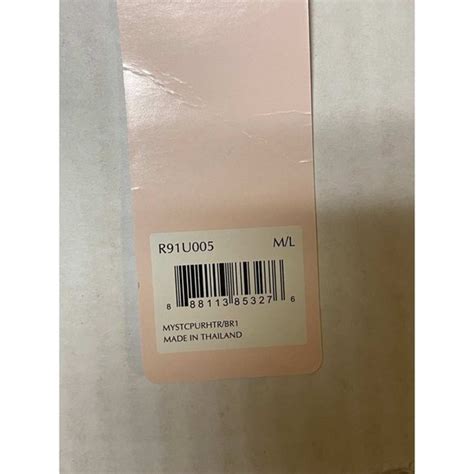 R91U005 M/L
8 88113 85327 6
MYSTCPURHTR/BR1
MADE IN THAILAND